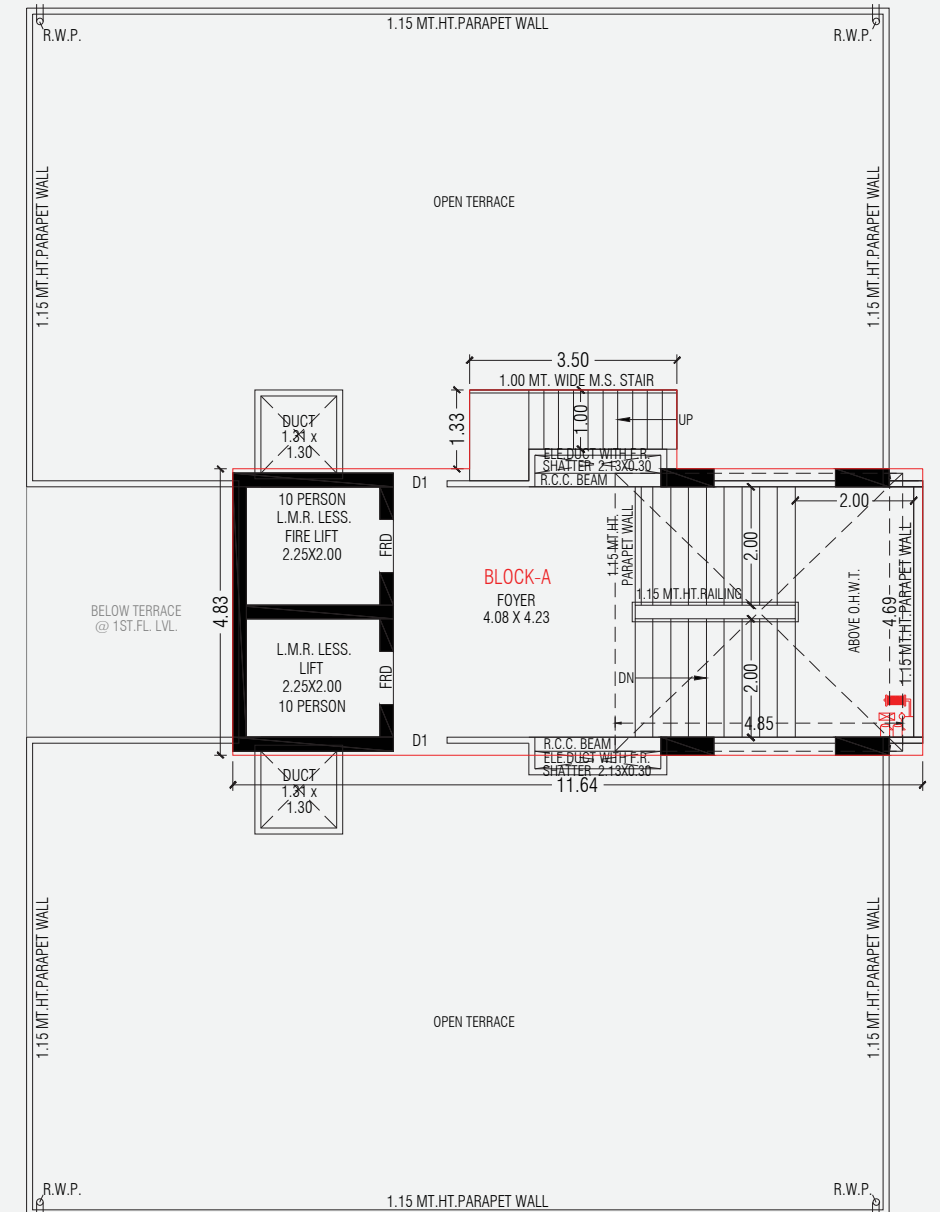 1.15 MT.HT.PARAPET WALL
R.W.P.
R.W.P.
1.15 MT.HT.PARAPET WALL
1.15 MT.HT.PARAPET WALL
OPEN TERRACE
3.50
1.00 MT. WIDE M.S. STAIR
1.33
1.00
UP
DUCT
1.31 x
1.30
ELE.DUCT WITH F.R.
SHATTER 2.13X0.30
R.C.C. BEAM
D1
10 PERSON
L.M.R. LESS.
FIRE LIFT
2.25X2.00
FRD
1.15 MT.HT.
PARAPET WALL
2.00
2.00
BLOCK-A
FOYER
4.08 X 4.23
1.15 MT.HT.RAILING
ABOVE O.H.W.T.
4.69
1.15 MT.HT.PARAPET WALL
BELOW TERRACE
@ 1ST.FL. LVL.
4.83
L.M.R. LESS.
LIFT
2.25X2.00
10 PERSON
FRD
DN
2.00
4.85
D1
R.C.C. BEAM
ELE.DUCT WITH F.R.
SHATTER 2.13X0.30
11.64
DUCT
1.31 x
1.30
1.15 MT.HT.PARAPET WALL
1.15 MT.HT.PARAPET WALL
OPEN TERRACE
R.W.P.
R.W.P.
1.15 MT.HT.PARAPET WALL